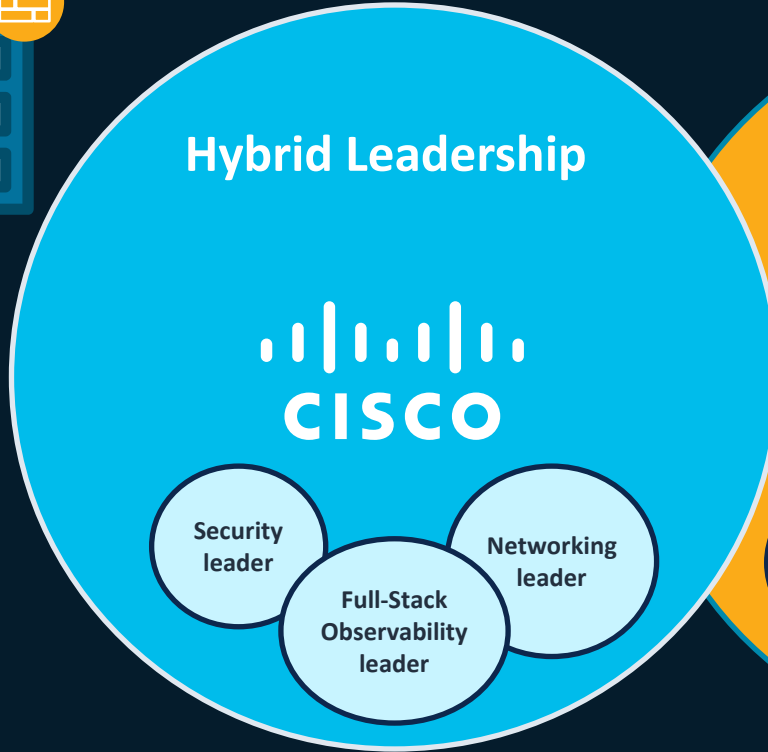 Hybrid Leadership
CISCO
Security
leader
Networking
leader
Full-Stack
Observability
leader